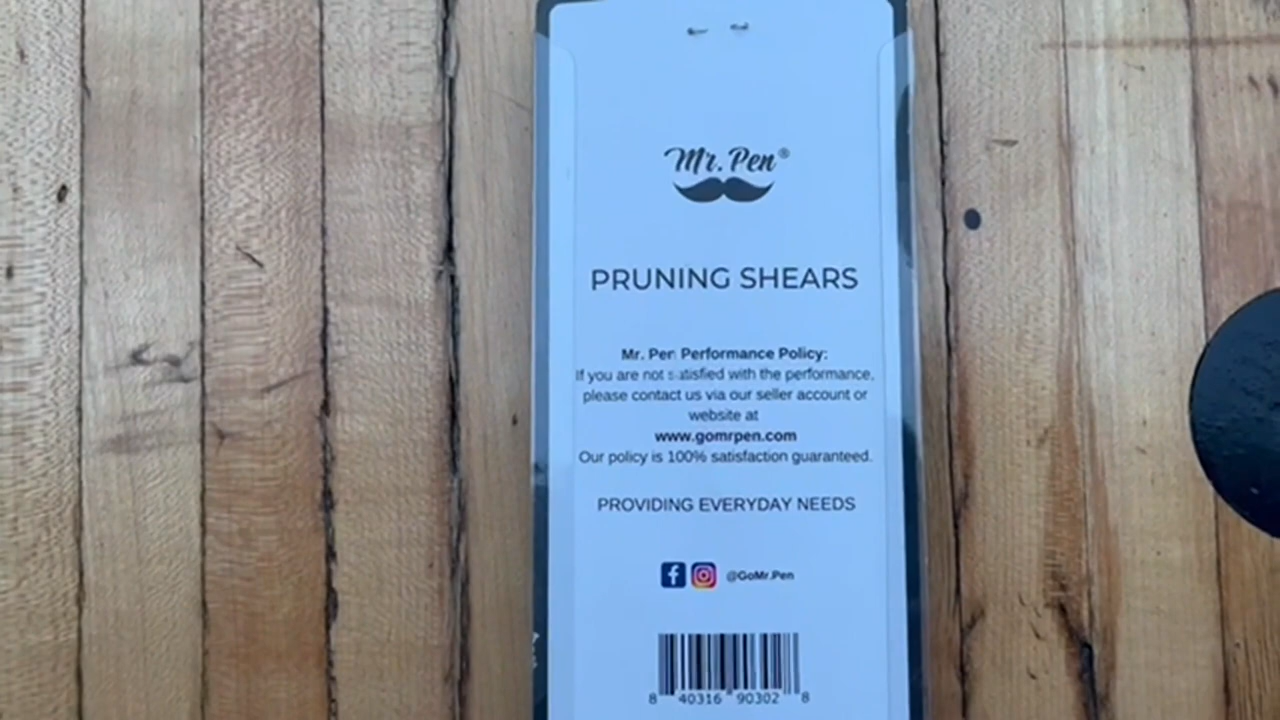 Mr. Pen®
PRUNING SHEARS
Mr. Pen Performance Policy:
If you are not satisfied with the performance,
please contact us via our seller account or
website at
www.gomrpen.com
Our policy is 100% satisfaction guaranteed.
PROVIDING EVERYDAY NEEDS
@GoMr.Pen
8 40316 90302 8